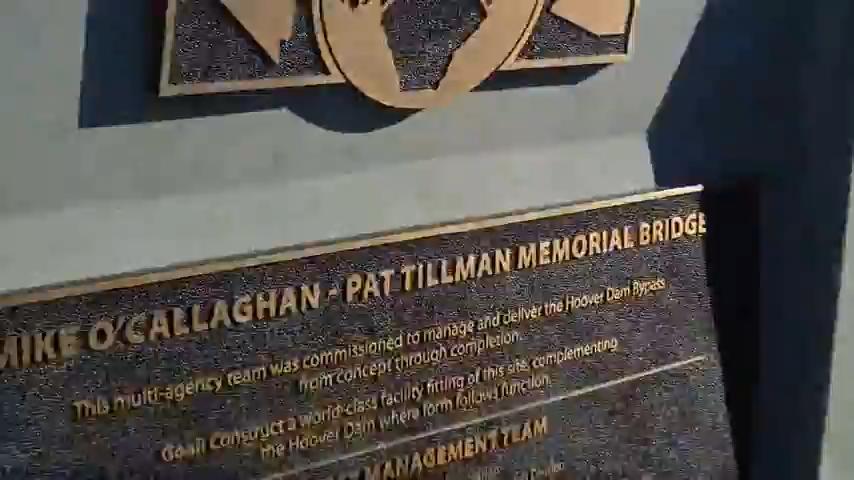 MIKE O'CALLAGHAN - PAT TILLMAN MEMORIAL BRIDGE
This multi-agency team was commissioned to manage and deliver the Hoover Dam Bypass
from concept through completion.
Goal: Construct a world-class facility fitting of this site, complementing
the Hoover Dam where form follows function.
MANAGEMENT TEAM